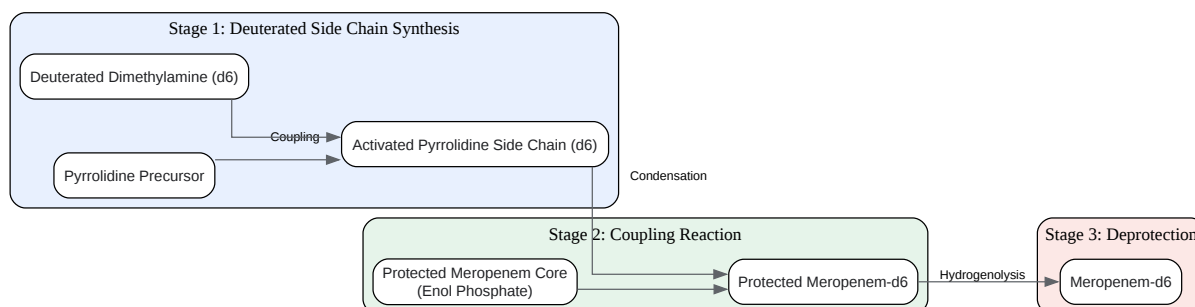 Stage 1: Deuterated Side Chain Synthesis
Deuterated Dimethylamine (d6)
Coupling
Activated Pyrrolidine Side Chain (d6)
Pyrrolidine Precursor
Condensation
Stage 2: Coupling Reaction
Protected Meropenem Core
(Enol Phosphate)
Protected Meropenem-d6
Hydrogenolysis
Stage 3: Deprotection
Meropenem-d6